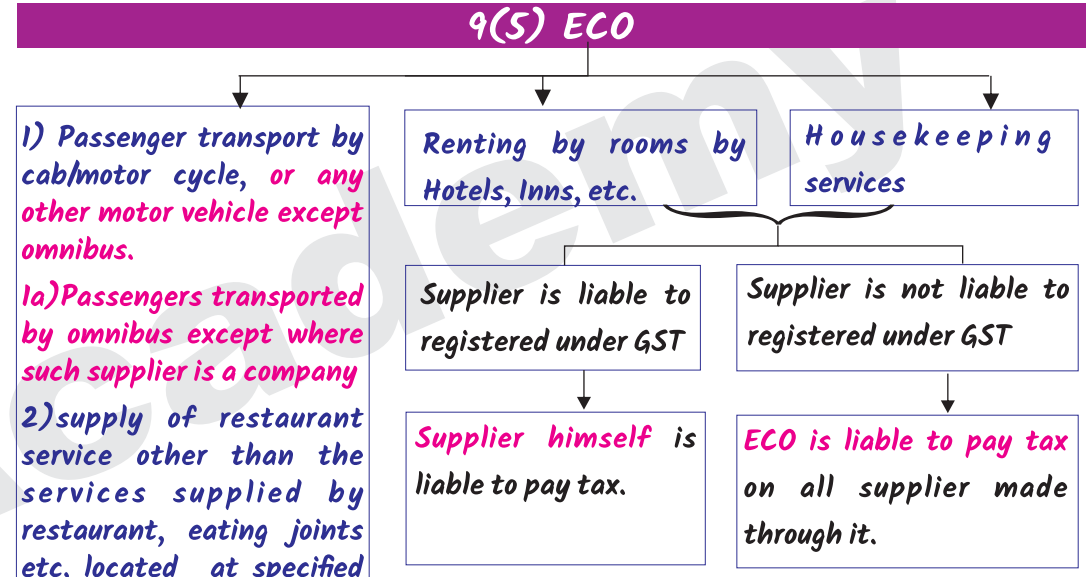 9(5) ECO
1) Passenger transport by
cab/motor cycle, or any
other motor vehicle except
omnibus.
1a)Passengers transported
by omnibus except where
such supplier is a company
2)supply of restaurant
service other than the
services supplied by
restaurant, eating joints
etc. located at specified
Renting by rooms by
Hotels, Inns, etc.
Housekeeping
services
Supplier is liable to
registered under GST
Supplier is not liable to
registered under GST
Supplier himself is
liable to pay tax.
ECO is liable to pay tax
on all supplier made
through it.
cademy